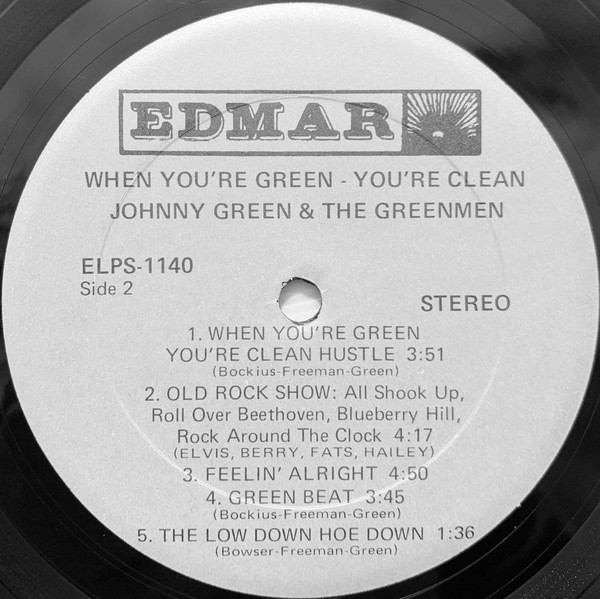 EDMAR
WHEN YOU'RE GREEN - YOU'RE CLEAN
JOHNNY GREEN & THE GREENMEN
ELPS-1140
Side 2
STEREO
1. WHEN YOU'RE GREEN
YOU'RE CLEAN HUSTLE 3:51
(Bockius-Freeman-Green)
2. OLD ROCK SHOW: All Shook Up,
Roll Over Beethoven, Blueberry Hill,
Rock Around The Clock 4:17
(ELVIS, BERRY, FATS, HAILEY)
3. FEELIN' ALRIGHT 4:50
4. GREEN BEAT 3:45
(Bockius-Freeman-Green)
5. THE LOW DOWN HOE DOWN 1:36
(Bowser-Freeman-Green)